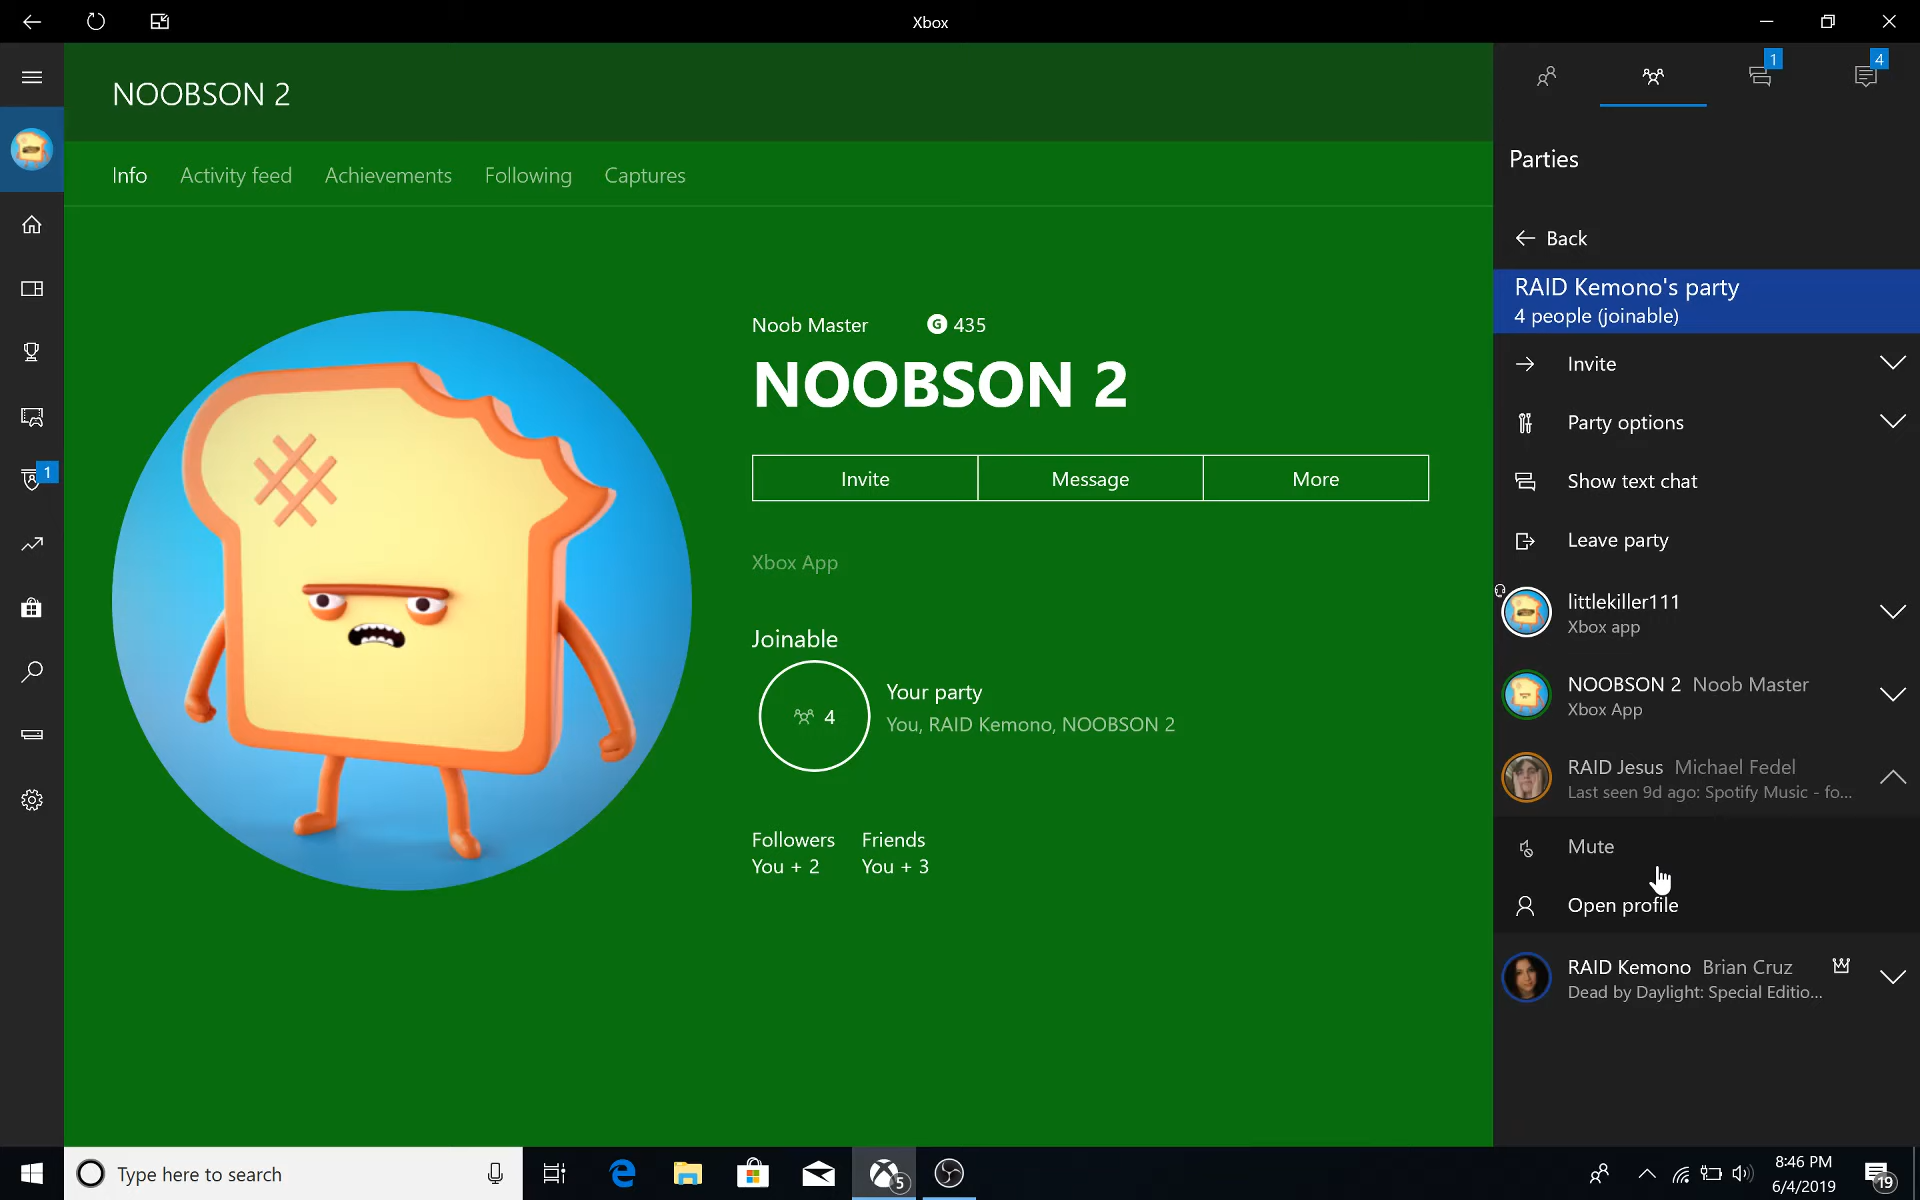 Xbox
NOOBSON 2
Info Activity feed Achievements Following Captures
1
Noob Master G 435
NOOBSON 2
Invite Message More
Xbox App
Joinable
4
Your party
You, RAID Kemono, NOOBSON 2
Followers Friends
You + 2 You + 3
1
4
Parties
Back
RAID Kemono's party
4 people (joinable)
Invite
Party options
Show text chat
Leave party
littlekiller111
Xbox app
NOOBSON 2 Noob Master
Xbox App
RAID Jesus Michael Fedel
Last seen 9d ago: Spotify Music - fo...
Mute
Open profile
RAID Kemono Brian Cruz
Dead by Daylight: Special Editio...
Type here to search
5
8:46 PM
6/4/2019
19